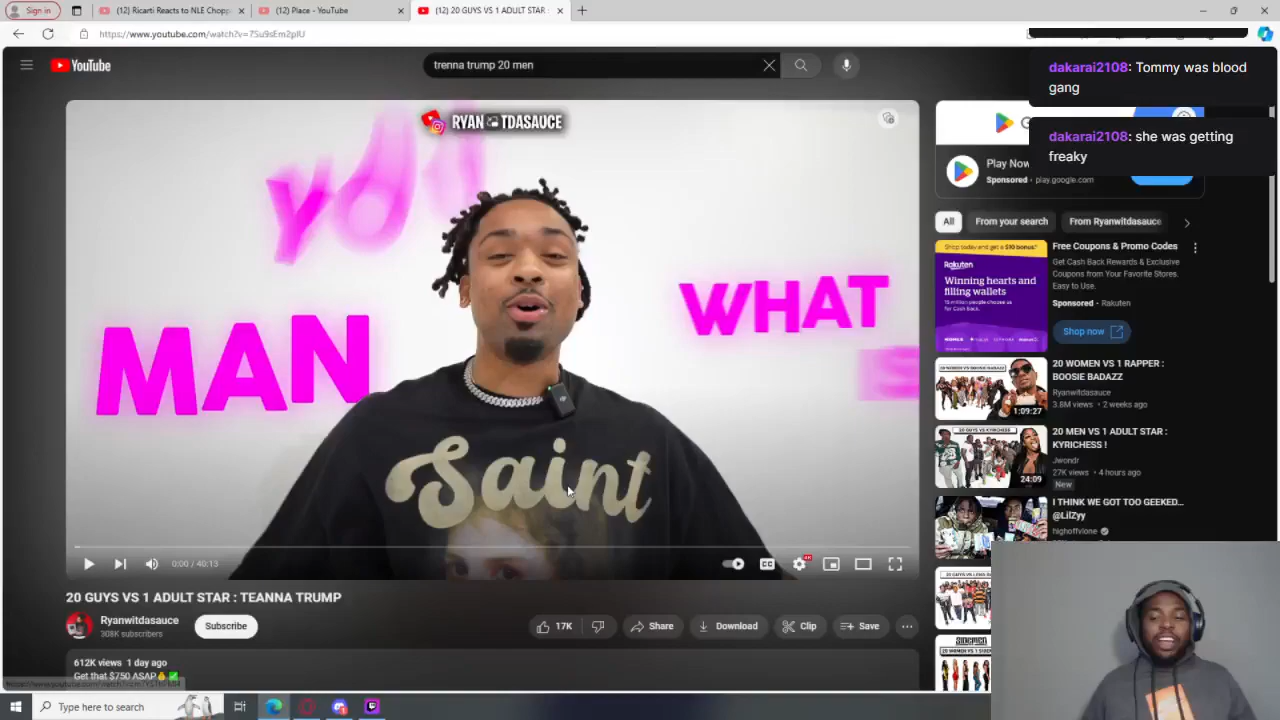 Sign in
(12) Ricarti Reacts to NLE Chopp
(12) Place - YouTube
(12) 20 GUYS VS 1 ADULT STAR :
https://www.youtube.com/watch?v=7Su9sEm2pIU
YouTube
trenna trump 20 men
dakarai2108: Tommy was blood
gang
dakarai2108: she was getting
freaky
RYAN TDASAUCE
MAN
WHAT
Saint
Play Now
Sponsored · play.google.com
All
From your search
From Ryanwitdasauce
Shop today and get a $10 bonus.*
Rakuten
Winning hearts and
filling wallets
Free Coupons & Promo Codes
Get Cash Back Rewards & Exclusive
Coupons from Your Favorite Stores.
Easy to Use.
Sponsored · Rakuten
Shop now
20 WOMEN VS 1 RAPPER :
BOOSIE BADAZZ
Ryanwitdasauce
3.8M views • 2 weeks ago
1:09:27
20 MEN VS 1 ADULT STAR :
KYRICHESS !
Jwondr
27K views • 4 hours ago
New
24:09
I THINK WE GOT TOO GEEKED...
@LilZyy
highoffvlone
0:00 / 40:13
CC
20 GUYS VS 1 ADULT STAR :
TRUMP
Ryanwitdasauce
308K subscribers
Subscribe
17K
Share
Download
Clip
Save
612K views 1 day ago
Get that $750 ASAP
Type here to search